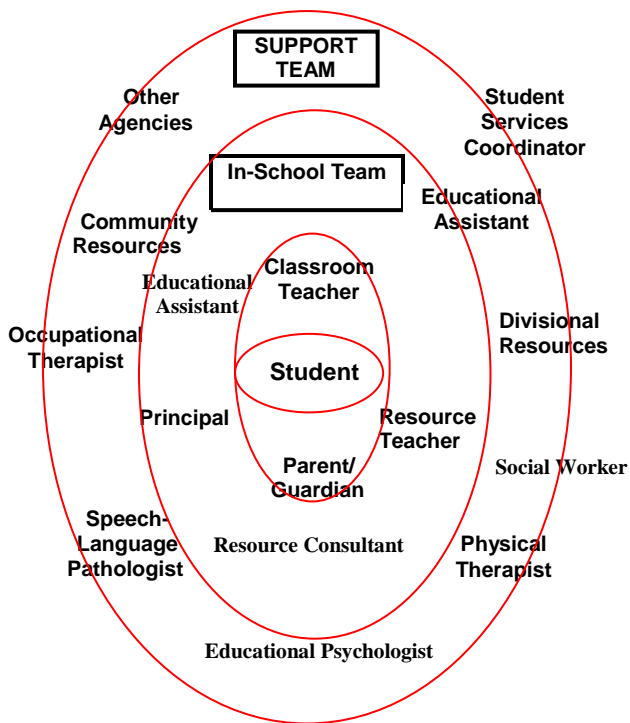 SUPPORT
TEAM
Other
Agencies
Student
Services
Coordinator
In-School Team
Educational
Assistant
Community
Resources
Classroom
Teacher
Educational
Assistant
Occupational
Therapist
Divisional
Resources
Student
Principal
Resource
Teacher
Parent/
Guardian
Social Worker
Speech-
Language
Pathologist
Resource Consultant
Physical
Therapist
Educational Psychologist